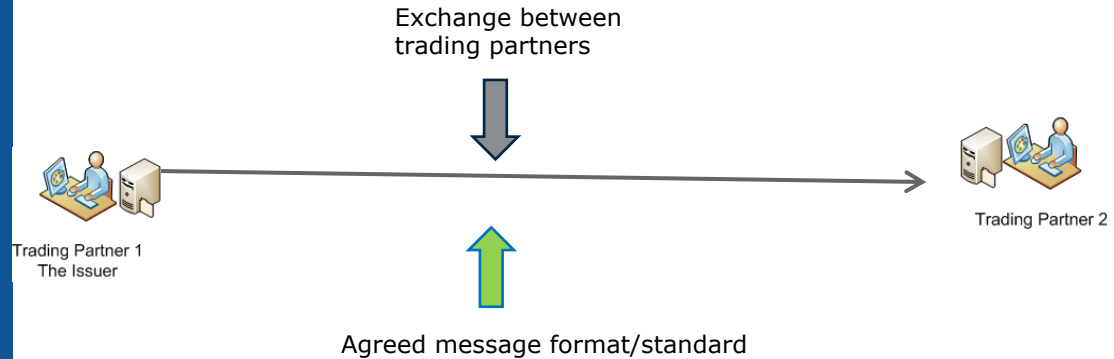 Exchange between
trading partners
Trading Partner 1
The Issuer
Trading Partner 2
Agreed message format/standard